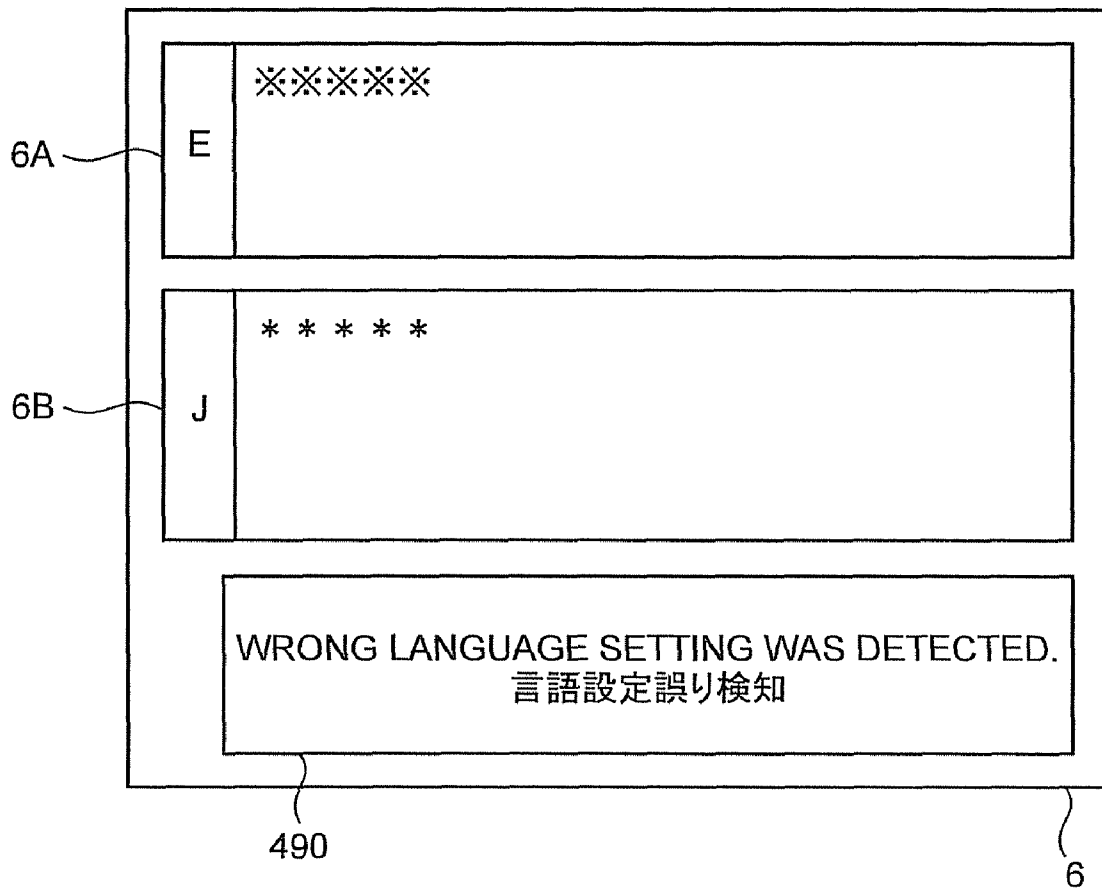 ※※※※※
6A
E
＊＊＊＊＊
6B
J
WRONG LANGUAGE SETTING WAS DETECTED.
言語設定誤り検知
490
6